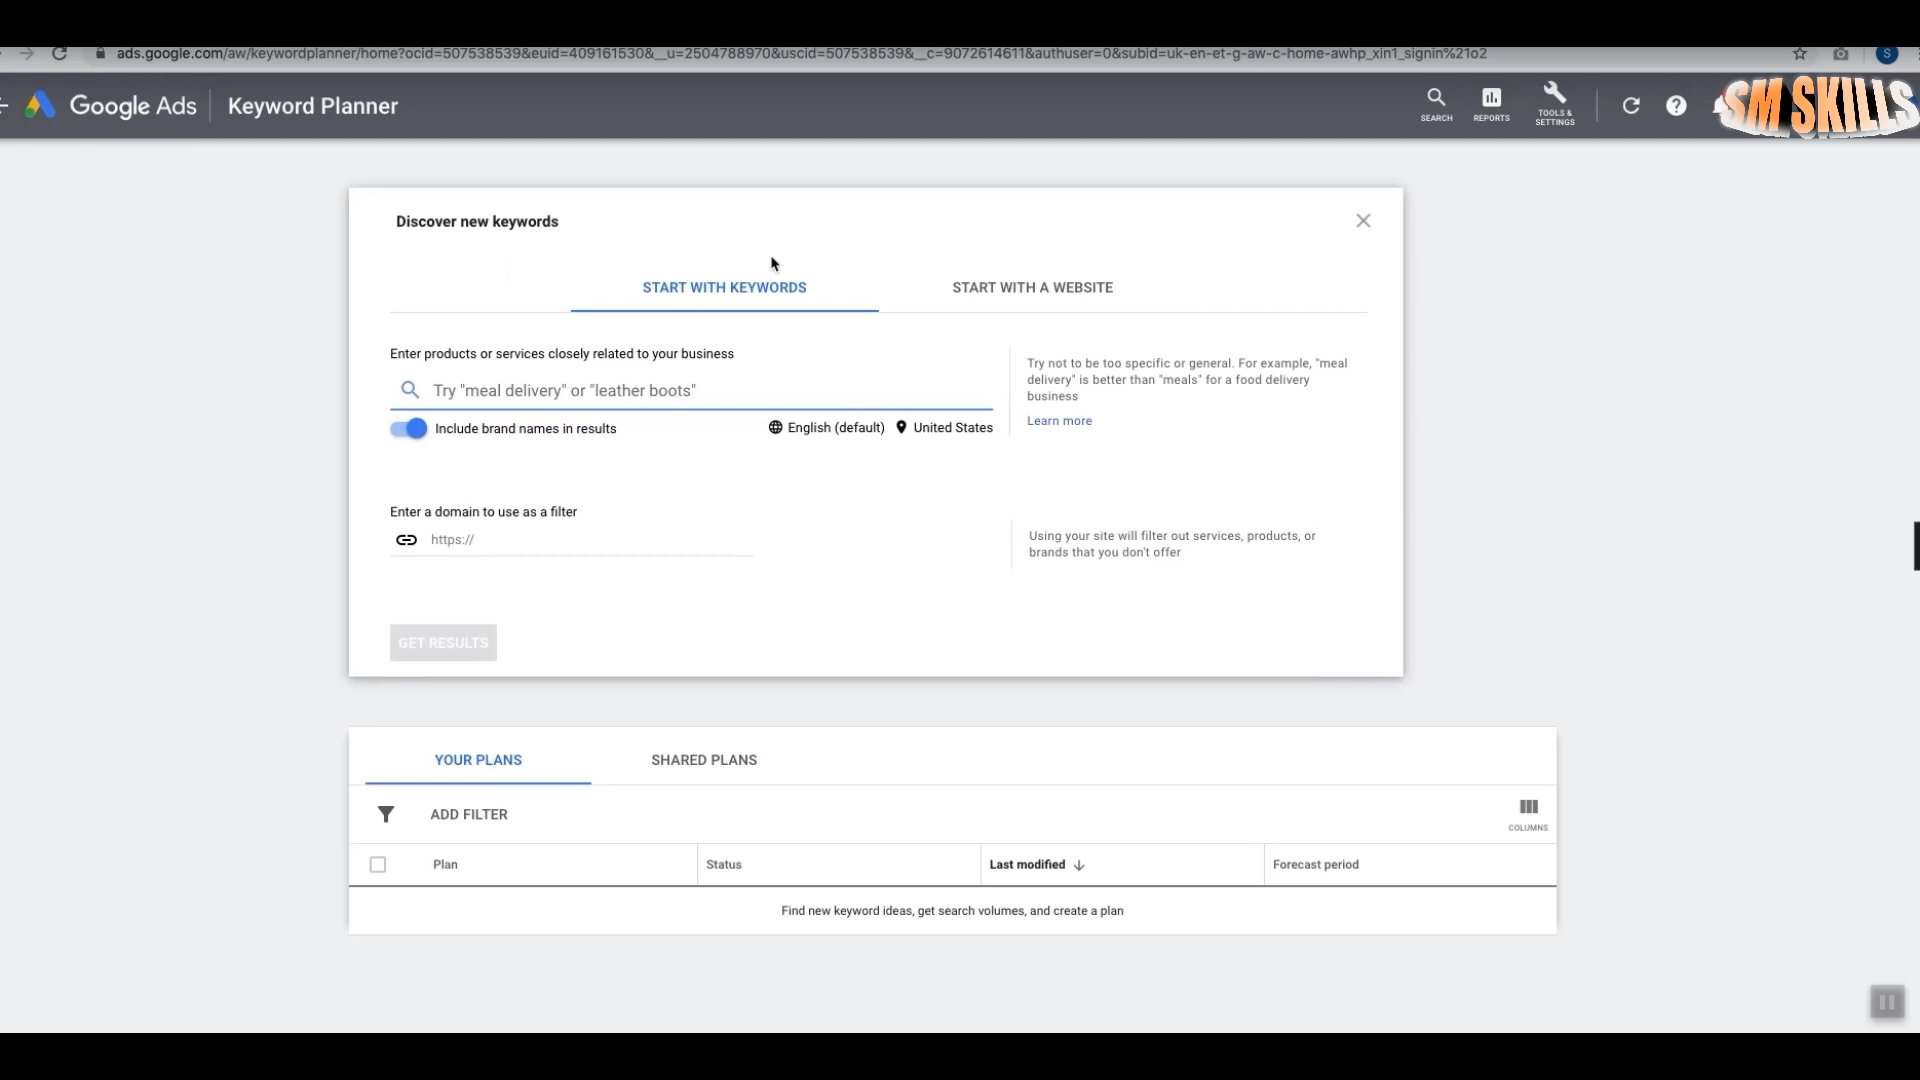 ads.google.com/aw/keywordplanner/home?ocid=507538539&euid=409161530&__u=2504788970&uscid=507538539&__c=9072614611&authuser=0&subid=uk-en-et-g-aw-c-home-awhp_xin1_signin%21o2
S
Google Ads
Keyword Planner
SEARCH
REPORTS
TOOLS &
SETTINGS
SM SKILLS
Discover new keywords
START WITH KEYWORDS
START WITH A WEBSITE
Enter products or services closely related to your business
Try "meal delivery" or "leather boots"
Include brand names in results
English (default)
United States
Try not to be too specific or general. For example, "meal
delivery" is better than "meals" for a food delivery
business
Learn more
Enter a domain to use as a filter
https://
Using your site will filter out services, products, or
brands that you don't offer
GET RESULTS
YOUR PLANS
SHARED PLANS
ADD FILTER
COLUMNS
Plan
Status
Last modified
Forecast period
Find new keyword ideas, get search volumes, and create a plan